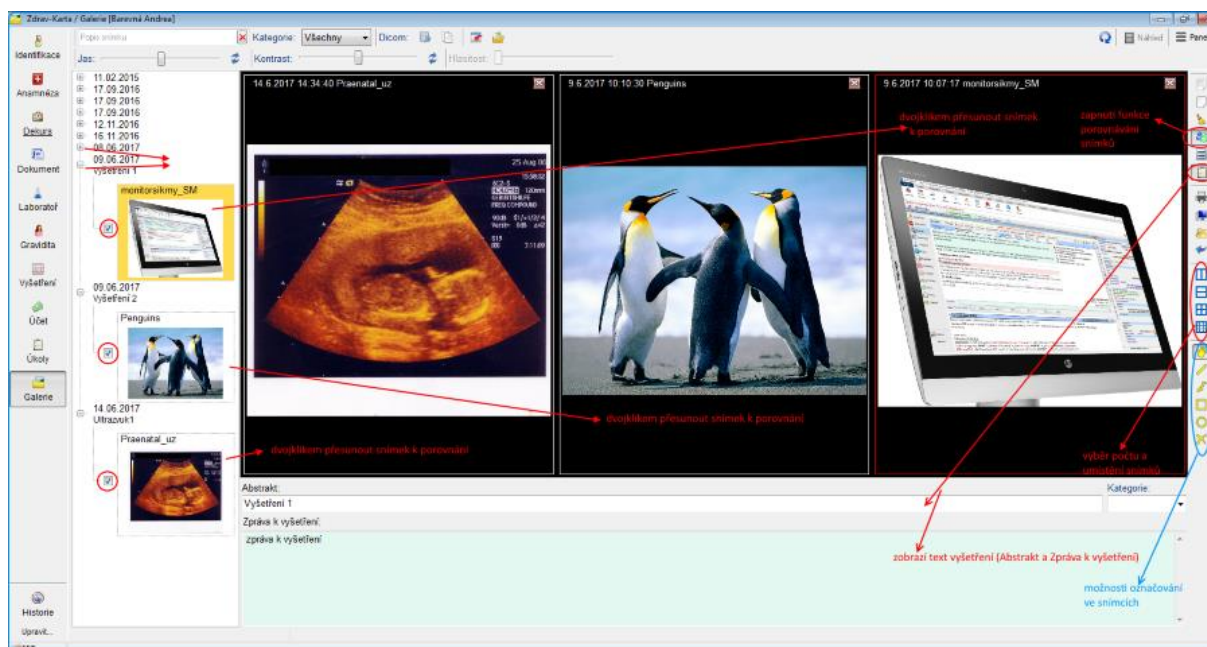 Zdrav-Karta / Galerie [Barevná Andrea]
Identifikace
Anamnéza
Dekurs
Dokument
Laboratoř
Gravidita
Vyšetření
Účet
Úkoly
Galerie
Historie
Upravit...
Popis snímku
Kategorie:
Všechny
Dicom:
Náhled
Panel
Jas:
Kontrast:
Hlasitost:
11.02.2015
17.09.2016
17.09.2016
17.09.2016
12.11.2016
16.11.2016
08.06.2017
09.06.2017
Vyšetření 1
monitorsikmy_SM
09.06.2017
Vyšetření 2
Penguins
14.06.2017
Ultrazvuk1
Praenatal_uz
14.6.2017 14:34:40 Praenatal_uz
25 Aug 00
dvojklikem přesunout snímek k porovnání
9.6.2017 10:10:30 Penguins
dvojklikem přesunout snímek k porovnání
9.6.2017 10:07:17 monitorsikmy_SM
dvojklikem přesunout snímek
k porovnání
zapnutí funkce
porovnávání
snímků
výběr počtu a
umístění snímků
Abstrakt:
Kategorie:
Vyšetření 1
Zpráva k vyšetření:
zpráva k vyšetření
zobrazí text vyšetření (Abstrakt a Zpráva k vyšetření)
možnosti označování
ve snímcích